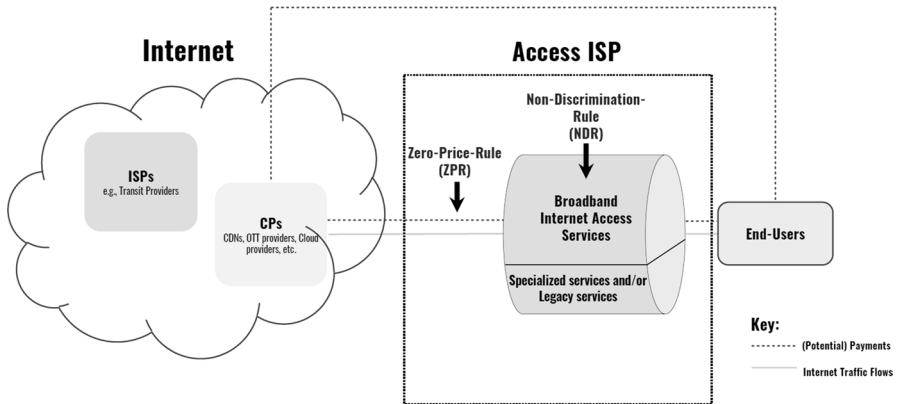 Internet
Access ISP
Non-Discrimination-
Rule
(NDR)
Zero-Price-Rule
(ZPR)
ISPs
e.g., Transit Providers
CPs
CDNs, OTT providers, Cloud
providers, etc.
Broadband
Internet Access
Services
End-Users
Specialized services and/or
Legacy services
Key:
(Potential) Payments
Internet Traffic Flows